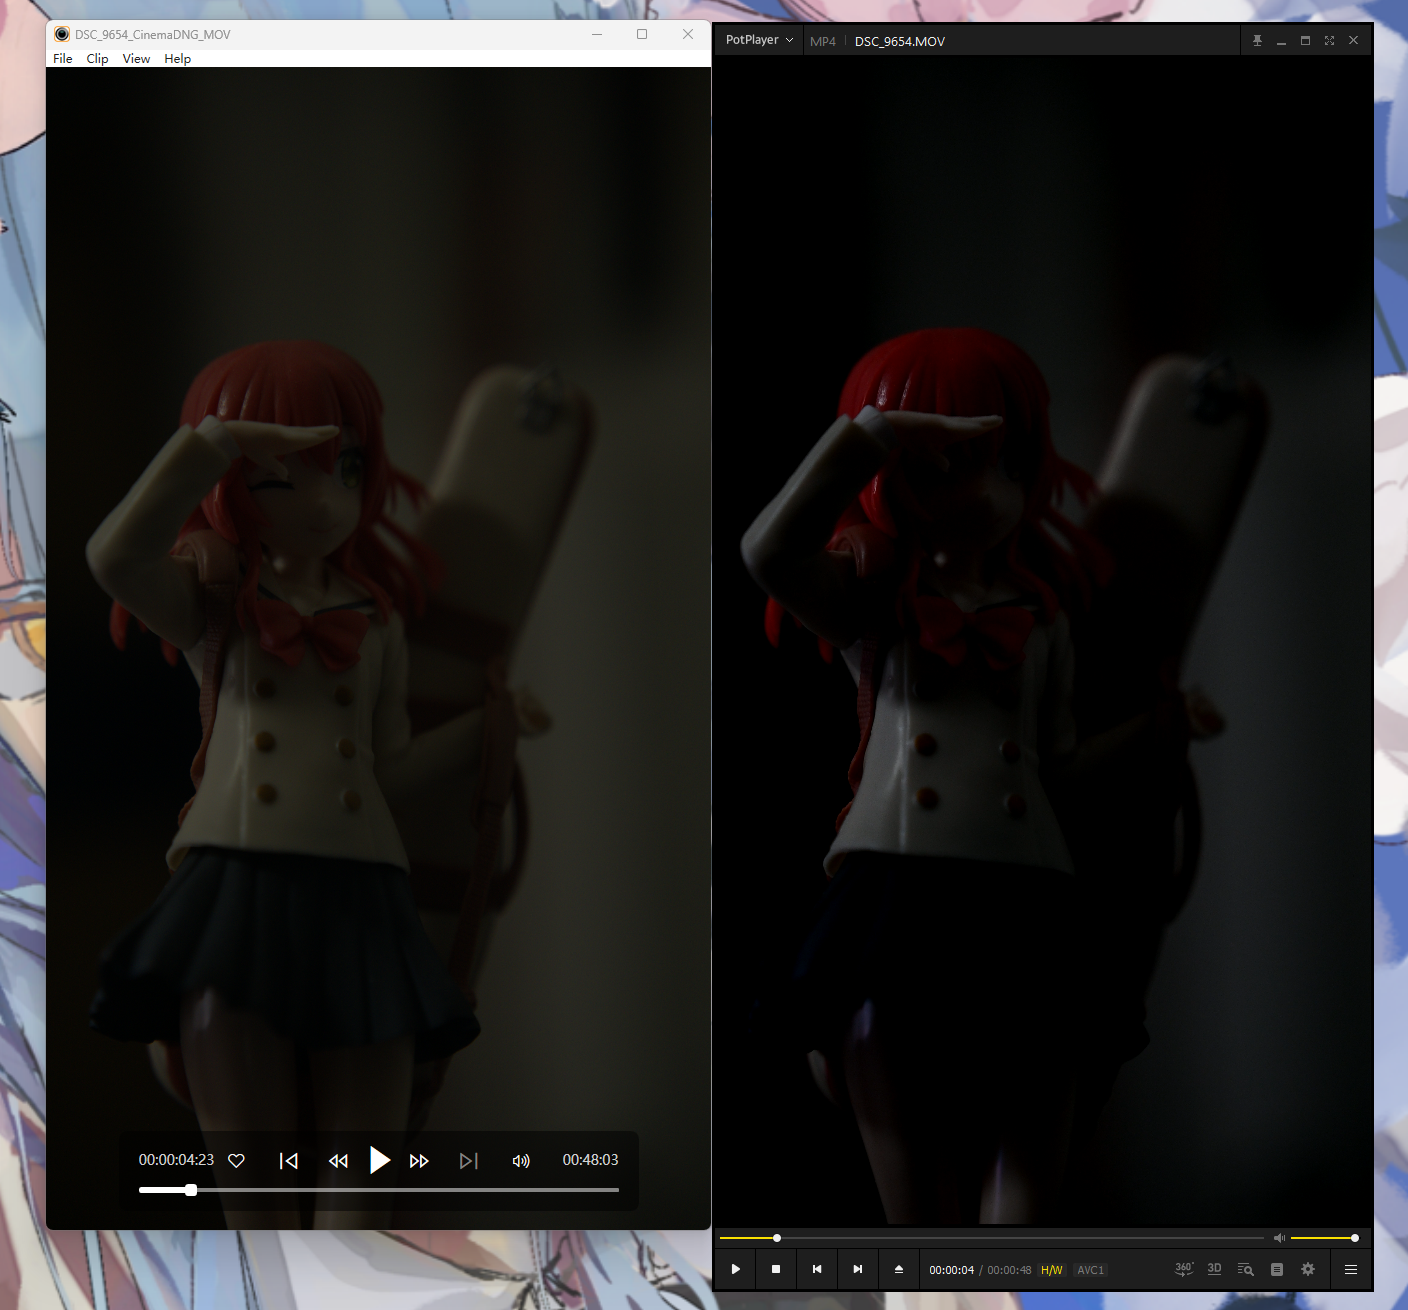 DSC_9654_CinemaDNG_MOV
File Clip View Help
00:00:04:23
00:48:03
PotPlayer
MP4 DSC_9654.MOV
00:00:04 / 00:00:48 H/W AVC1
360° 3D